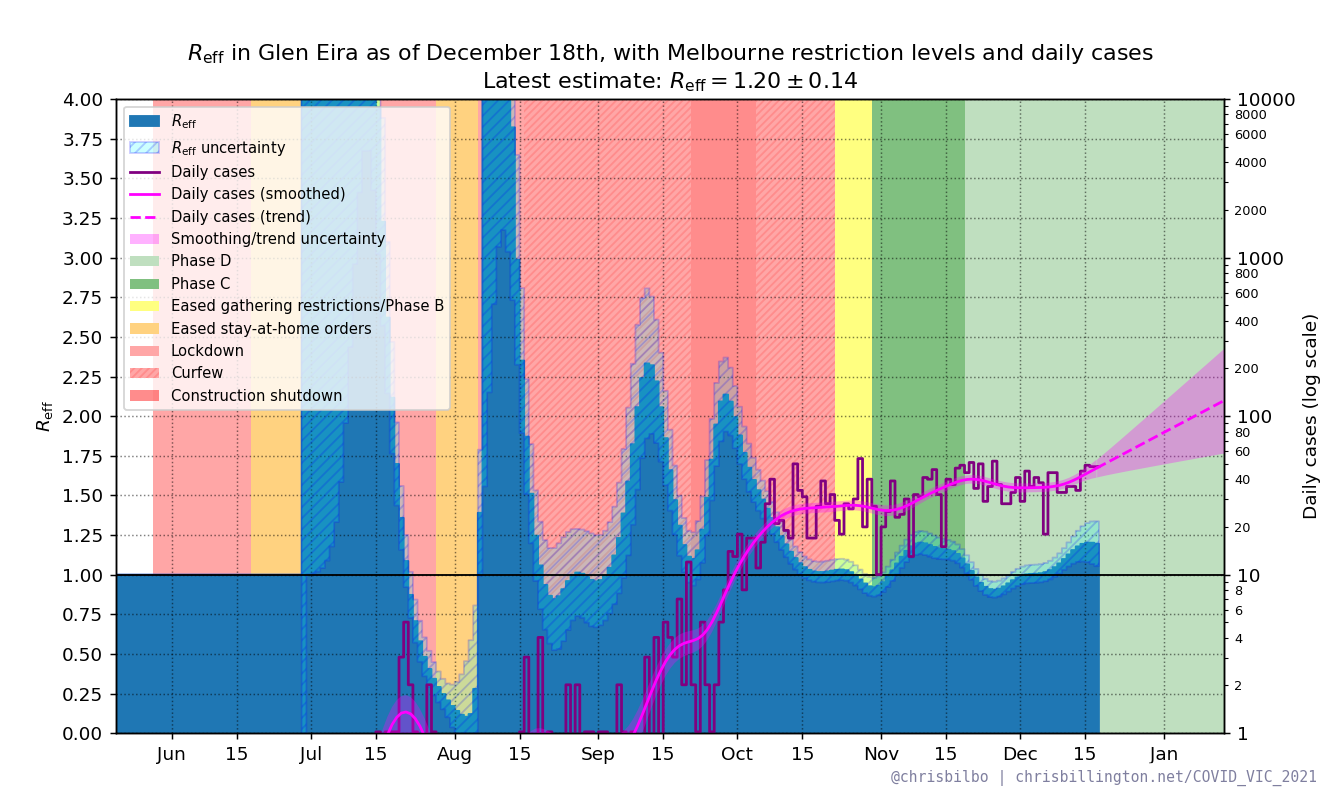 Reff in Glen Eira as of December 18th, with Melbourne restriction levels and daily cases
Latest estimate: Reff = 1.20 ± 0.14
Reff
4.00
3.75
3.50
3.25
3.00
2.75
2.50
2.25
2.00
1.75
1.50
1.25
1.00
0.75
0.50
0.25
0.00
Reff
Reff uncertainty
Daily cases
Daily cases (smoothed)
Daily cases (trend)
Smoothing/trend uncertainty
Phase D
Phase C
Eased gathering restrictions/Phase B
Eased stay-at-home orders
Lockdown
Curfew
Construction shutdown
10000
8000
6000
4000
2000
1000
800
600
400
200
100
80
60
40
20
10
8
6
4
2
1
Daily cases (log scale)
Jun 15 Jul 15 Aug 15 Sep 15 Oct 15 Nov 15 Dec 15 Jan
@chrisbilbo | chrisbillington.net/COVID_VIC_2021